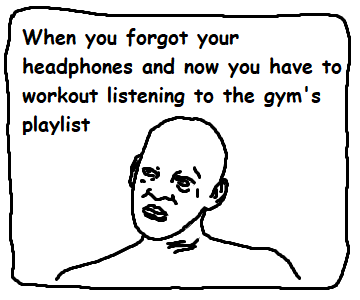 When you forgot your
headphones and now you have to
workout listening to the gym's
playlist